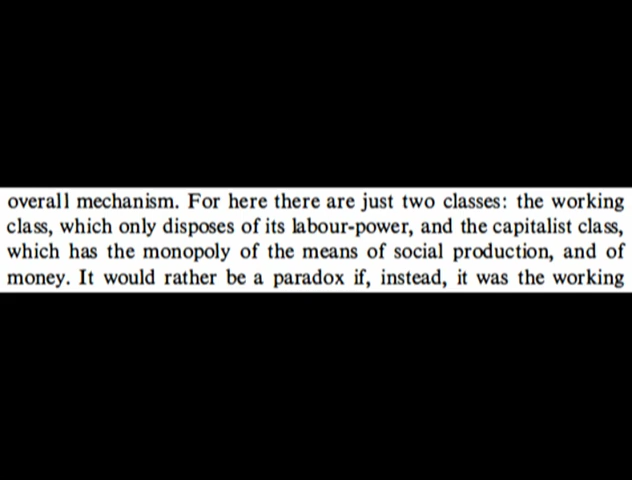 overall mechanism. For here there are just two classes: the working
class, which only disposes of its labour-power, and the capitalist class,
which has the monopoly of the means of social production, and of
money. It would rather be a paradox if, instead, it was the working